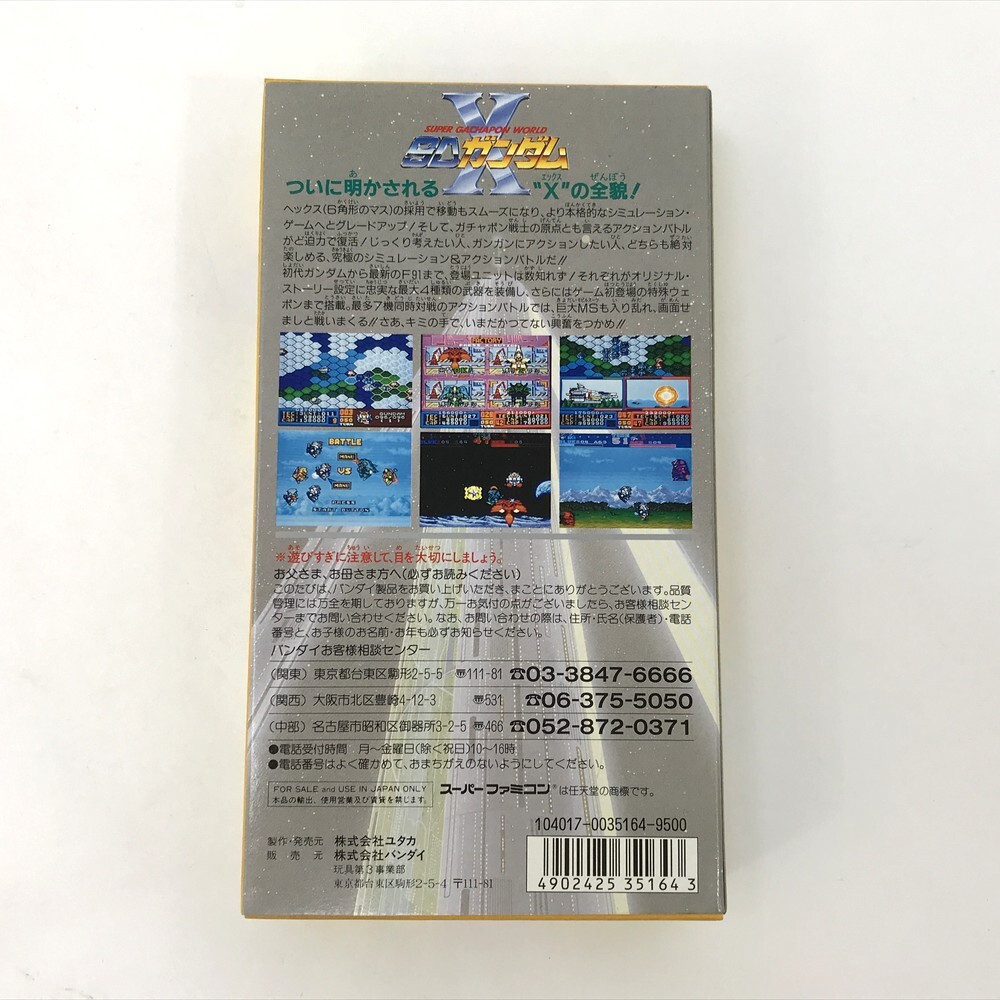 X
SUPER GACHAPON WORLD
SDガンダム
ついに明かされる "X"の全貌!
ヘックス(6角形のマス)の採用で移動もスムーズになり、より本格的なシミュレーション・
ゲームへとグレードアップ!そして、ガチャポン戦士の原点とも言えるアクションバトル
がど迫力で復活!じっくり考えたい人、ガンガンにアクションしたい人、どちらも絶対
楽しめる、究極のシミュレーション&アクションバトルだ!!
初代ガンダムから最新のF91まで、登場ユニットは数知れず!それぞれがオリジナル・
ストーリー設定に忠実な最大4種類の武器を装備し、さらにはゲーム初登場の特殊ウェ
ポンまで搭載。最多7機同時対戦のアクションバトルでは、巨大MSも入り乱れ、画面せ
ましと戦いまくる!!さあ、キミの手で、いまだかつてない興奮をつかめ!!
FACTORY
GUNDAM
BATTLE
VS
PRESS
START BUTTON
※遊びすぎに注意して、目を大切にしましょう。
お父さま、お母さま方へ(必ずお読みください)
このたびは、バンダイ製品をお買い上げいただき、まことにありがとうございます。品質
管理には万全を期しておりますが、万一お気付の点がございましたら、お客様相談セン
ターまでお問い合わせください。なお、お問い合わせの際は、住所・氏名(保護者)・電話
番号と、お子様のお名前・お年も必ずお知らせください。
バンダイお客様相談センター
(関東) 東京都台東区駒形2-5-5 〠111-81 ☎03-3847-6666
(関西) 大阪市北区豊崎4-12-3 〠531 ☎06-375-5050
(中部) 名古屋市昭和区御器所3-2-5 〠466 ☎052-872-0371
●電話受付時間 月〜金曜日(除く祝日)10〜16時
●電話番号はよく確かめて、おまちがえのないようにしてください。
FOR SALE and USE IN JAPAN ONLY
本品の輸出、使用営業及び賃貸を禁じます。
スーパーファミコン®は任天堂の商標です。
104017-0035164-9500
製作・発売元 株式会社ユタカ
販売元 株式会社バンダイ
玩具第3事業部
東京都台東区駒形2-5-4 〒111-81
4902425351643